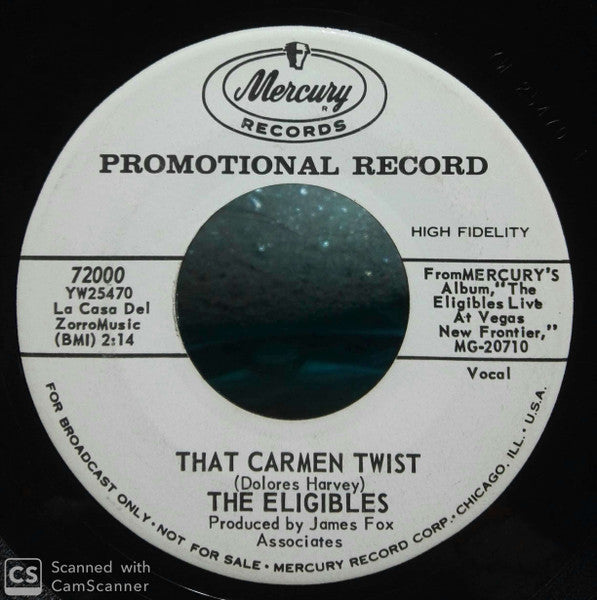 Mercury
R
RECORDS
PROMOTIONAL RECORD
HIGH FIDELITY
72000
YW25470
La Casa Del
ZorroMusic
(BMI) 2:14
FromMERCURY'S
Album,"The
Eligibles Live
At Vegas
New Frontier,"
MG-20710
Vocal
THAT CARMEN TWIST
(Dolores Harvey)
THE ELIGIBLES
Produced by James Fox
Associates
FOR BROADCAST ONLY • NOT FOR SALE • MERCURY RECORD CORP. • CHICAGO, ILL. • U.S.A.
CS Scanned with
CamScanner